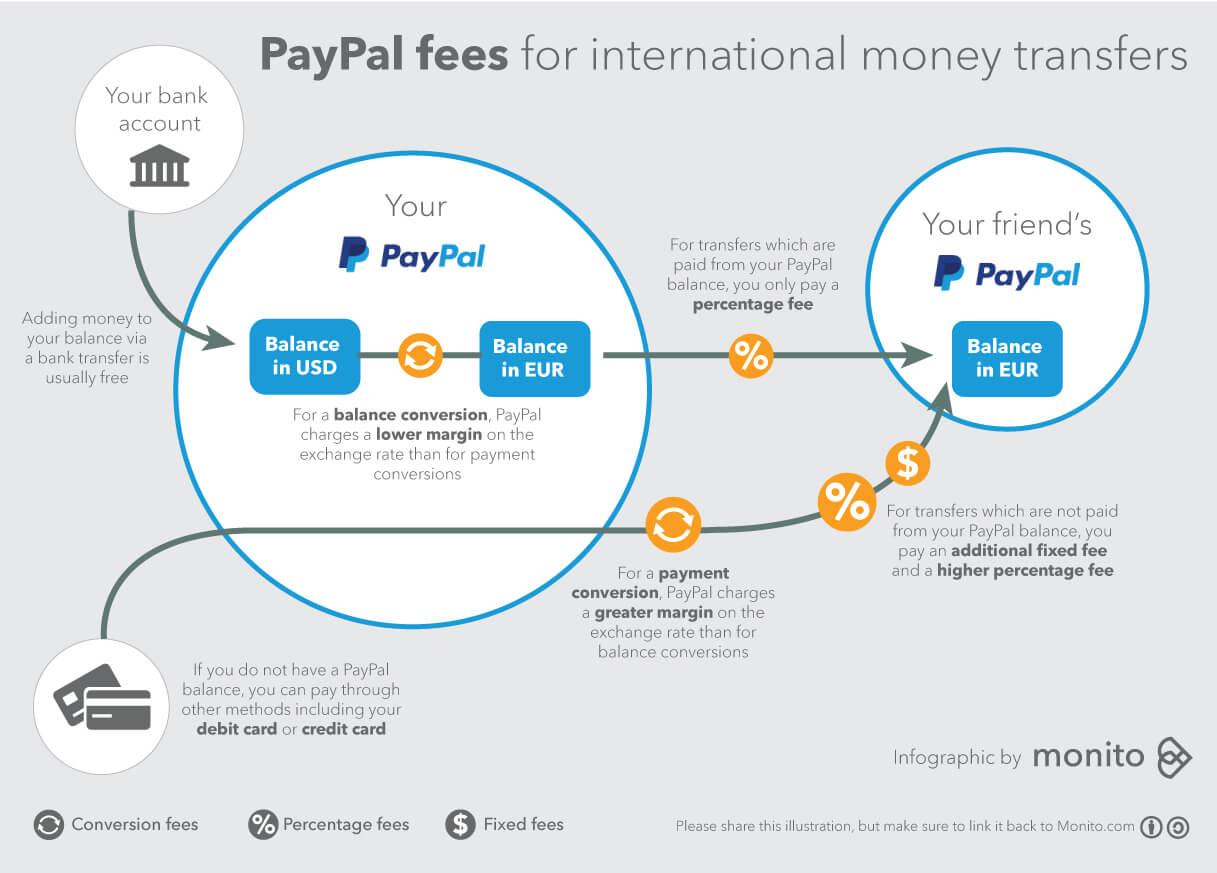 PayPal fees for international money transfers
Your bank
account
Your
PayPal
Your friend's
PayPal
For transfers which are
paid from your PayPal
balance, you only pay a
percentage fee
Adding money to
your balance via
a bank transfer is
usually free
Balance
in USD
Balance
in EUR
%
Balance
in EUR
For a balance conversion, PayPal
charges a lower margin on the
exchange rate than for payment
conversions
$
%
For transfers which are not paid
from your PayPal balance, you
pay an additional fixed fee
and a higher percentage fee
For a payment
conversion, PayPal charges
a greater margin on the
exchange rate than for
balance conversions
If you do not have a PayPal
balance, you can pay through
other methods including your
debit card or credit card
Infographic by monito
Conversion fees
% Percentage fees
$ Fixed fees
Please share this illustration, but make sure to link it back to Monito.com